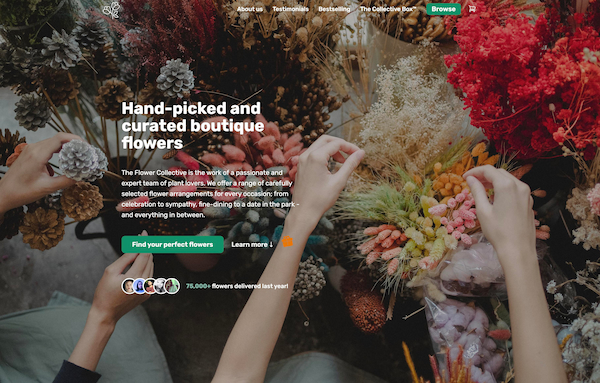 About us Testimonials Bestselling The Collective Box™ Browse
Hand-picked and
curated boutique
flowers
The Flower Collective is the work of a passionate and
expert team of plant lovers. We offer a range of carefully
selected flower arrangements for every occasion; from
celebration to sympathy, fine-dining to a date in the park -
and everything in between.
Find your perfect flowers Learn more ↓
75,000+ flowers delivered last year!